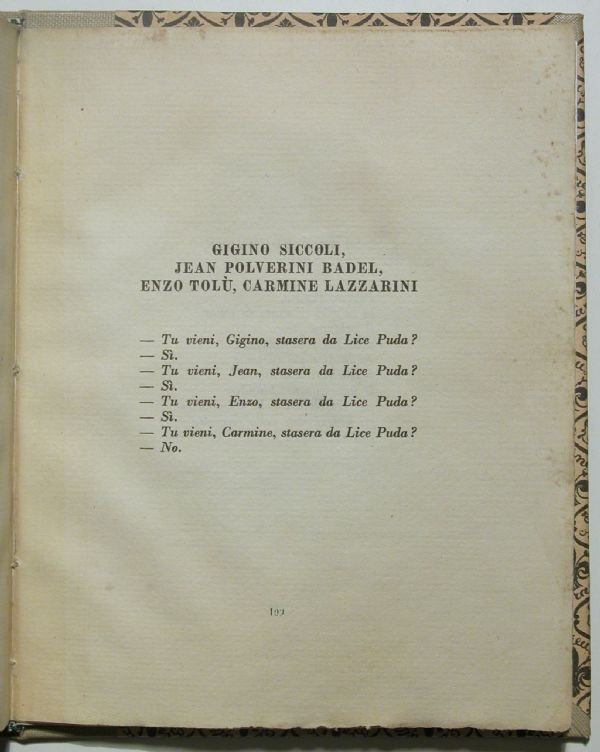 GIGINO SICCOLI,
JEAN POLVERINI BADEL,
ENZO TOLÙ, CARMINE LAZZARINI
— Tu vieni, Gigino, stasera da Lice Puda?
— Sì.
— Tu vieni, Jean, stasera da Lice Puda?
— Sì.
— Tu vieni, Enzo, stasera da Lice Puda?
— Sì.
— Tu vieni, Carmine, stasera da Lice Puda?
— No.